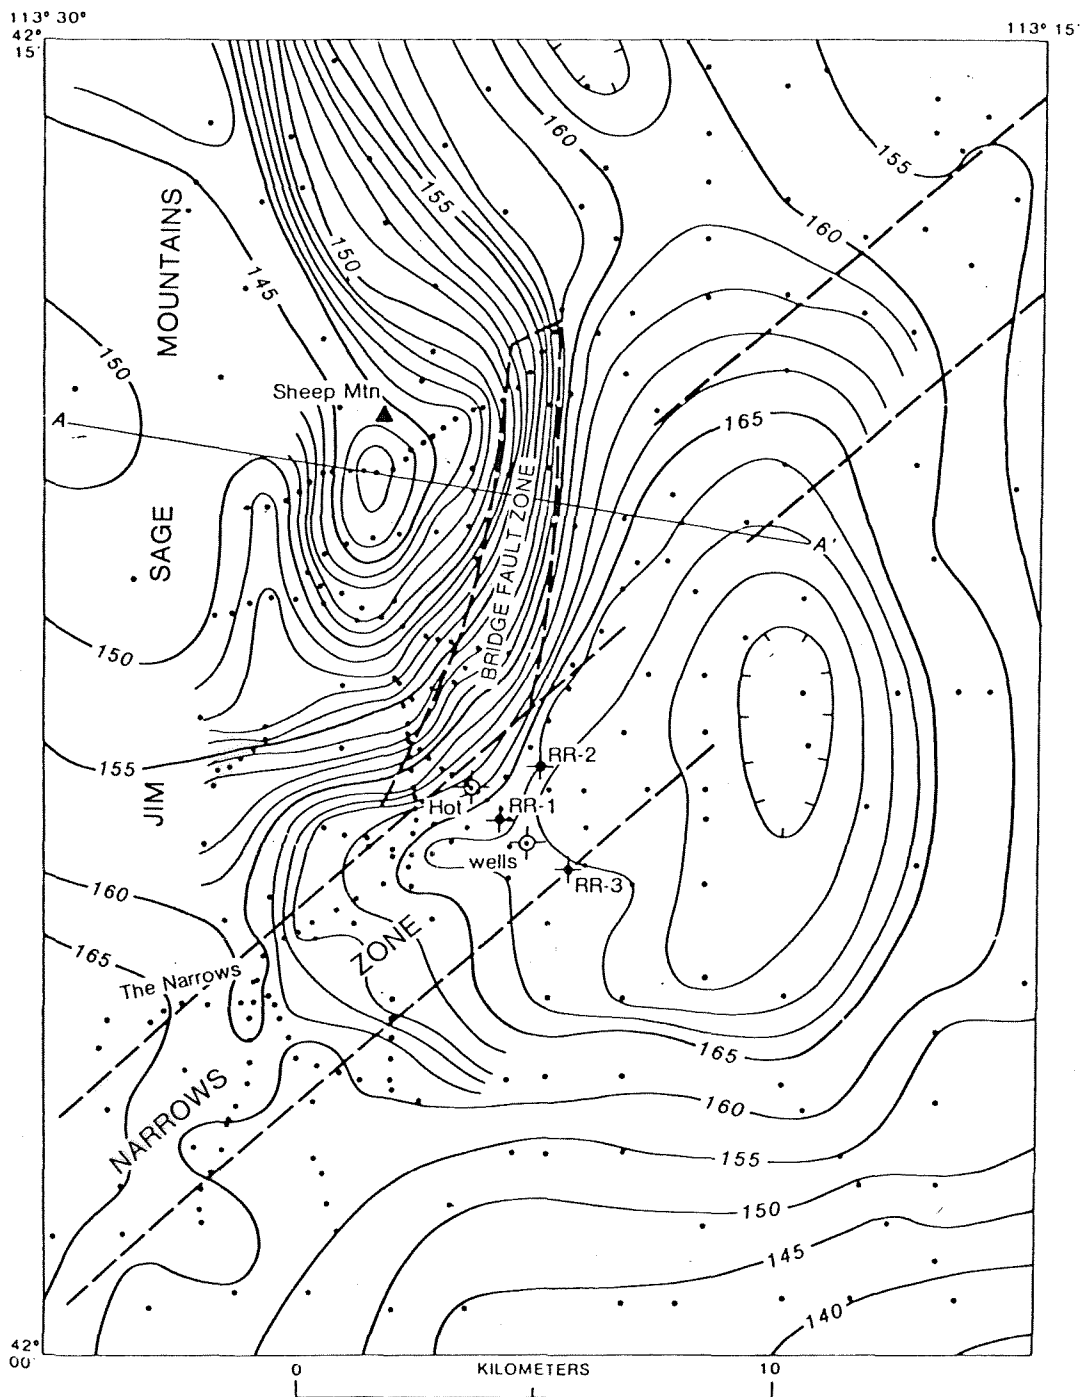 113° 30'
42°
15'
113° 15'
160
155
155
160
150
145
MOUNTAINS
150
Sheep Mtn
A
165
BRIDGE FAULT ZONE
A'
SAGE
150
155
RR-2
Hot
RR-1
JIM
wells
RR-3
160
ZONE
165
The Narrows
165
NARROWS
160
155
150
145
140
42°
00'
0
KILOMETERS
10